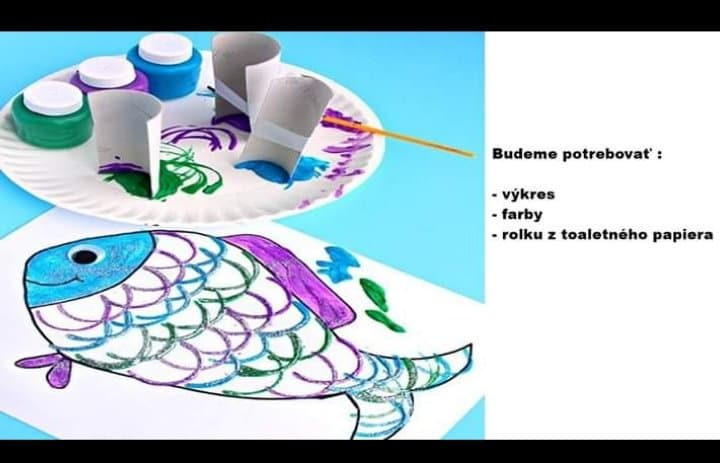 Budeme potrebovať :
- výkres
- farby
- rolku z toaletného papiera